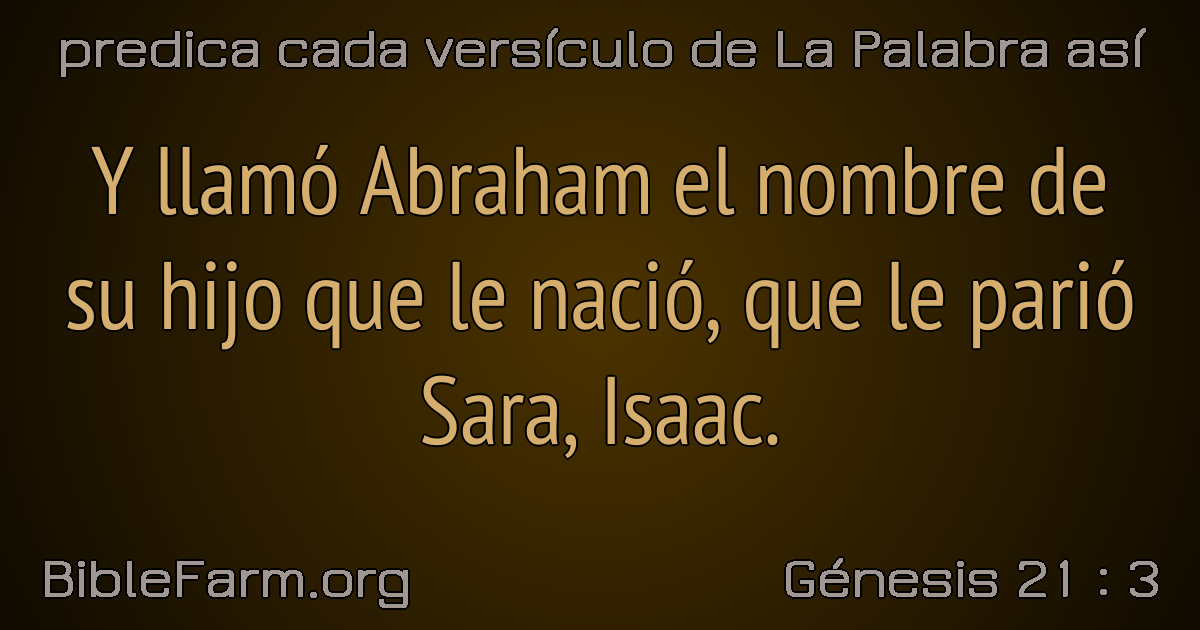 predica cada versículo de La Palabra así
Y llamó Abraham el nombre de
su hijo que le nació, que le parió
Sara, Isaac.
BibleFarm.org
Génesis 21 : 3